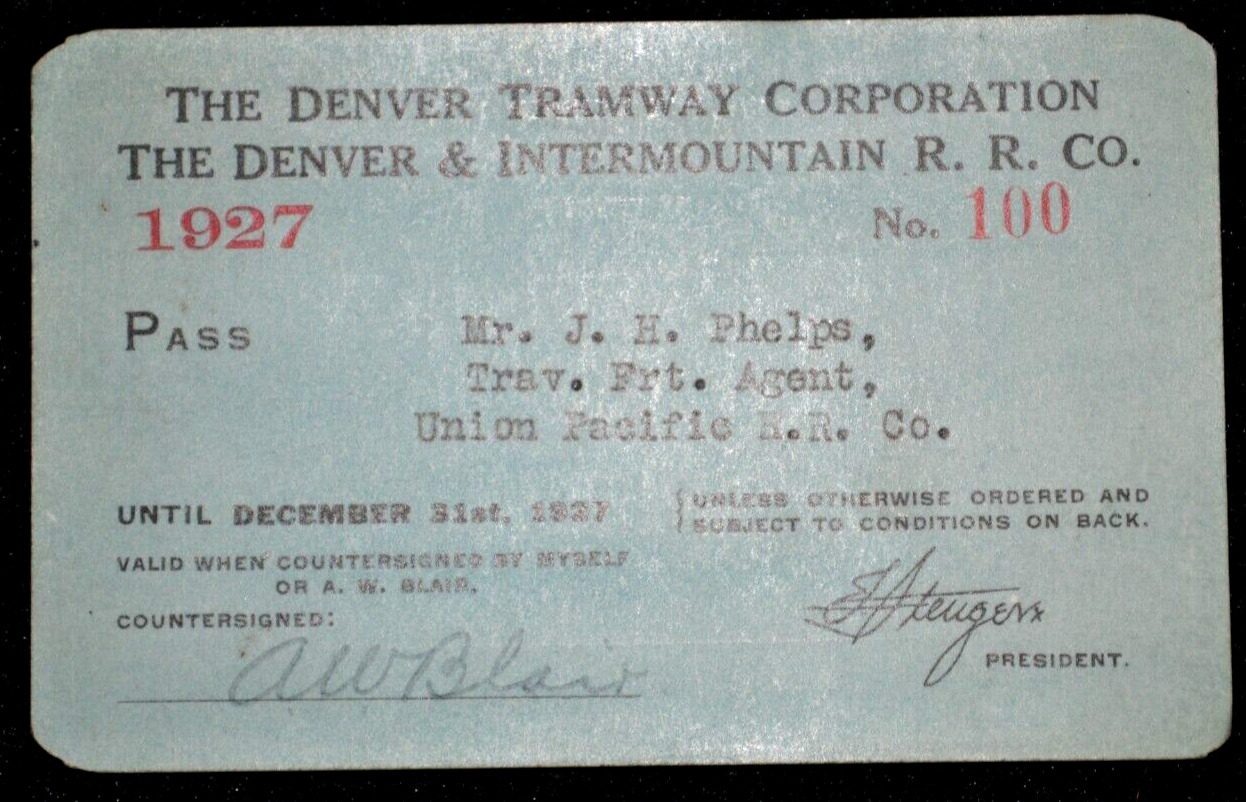 THE DENVER TRAMWAY CORPORATION
THE DENVER & INTERMOUNTAIN R. R. CO.
1927 No. 100
PASS Mr. J. H. Phelps,
Trav. Frt. Agent,
Union Pacific R.R. Co.
UNTIL DECEMBER 31st, 1927 { UNLESS OTHERWISE ORDERED AND
SUBJECT TO CONDITIONS ON BACK.
VALID WHEN COUNTERSIGNED BY MYSELF
OR A. W. BLAIR.
COUNTERSIGNED:
AWBlair
Stengers
PRESIDENT.